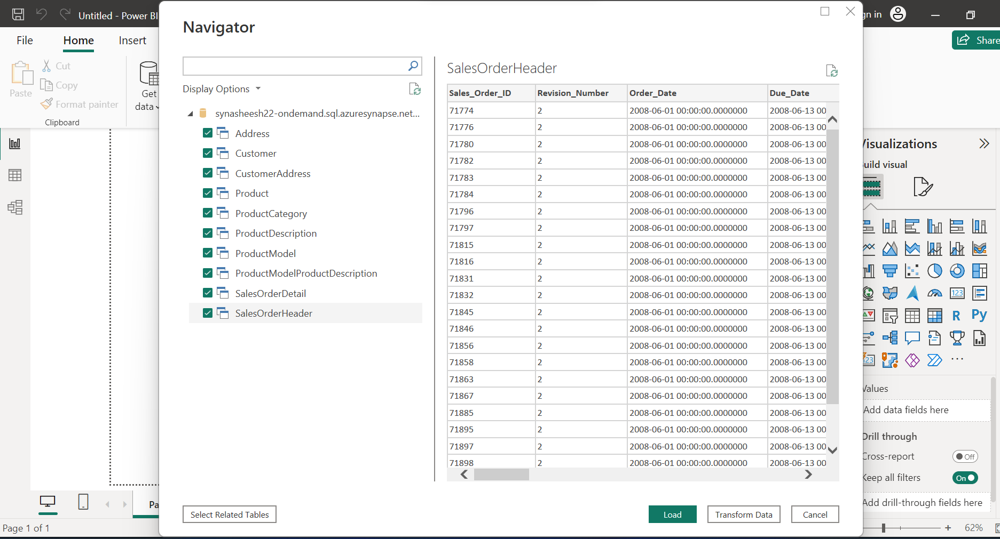 Untitled - Power BI
gn in
File
Home
Insert
Share
Paste
Cut
Copy
Format painter
Clipboard
Get
data
Navigator
Display Options
synasheesh22-ondemand.sql.azuresynapse.net...
Address
Customer
CustomerAddress
Product
ProductCategory
ProductDescription
ProductModel
ProductModelProductDescription
SalesOrderDetail
SalesOrderHeader
SalesOrderHeader
Sales_Order_ID Revision_Number Order_Date Due_Date
71774 2 2008-06-01 00:00:00.0000000 2008-06-13 00
71776 2 2008-06-01 00:00:00.0000000 2008-06-13 00
71780 2 2008-06-01 00:00:00.0000000 2008-06-13 00
71782 2 2008-06-01 00:00:00.0000000 2008-06-13 00
71783 2 2008-06-01 00:00:00.0000000 2008-06-13 00
71784 2 2008-06-01 00:00:00.0000000 2008-06-13 00
71796 2 2008-06-01 00:00:00.0000000 2008-06-13 00
71797 2 2008-06-01 00:00:00.0000000 2008-06-13 00
71815 2 2008-06-01 00:00:00.0000000 2008-06-13 00
71816 2 2008-06-01 00:00:00.0000000 2008-06-13 00
71831 2 2008-06-01 00:00:00.0000000 2008-06-13 00
71832 2 2008-06-01 00:00:00.0000000 2008-06-13 00
71845 2 2008-06-01 00:00:00.0000000 2008-06-13 00
71846 2 2008-06-01 00:00:00.0000000 2008-06-13 00
71856 2 2008-06-01 00:00:00.0000000 2008-06-13 00
71858 2 2008-06-01 00:00:00.0000000 2008-06-13 00
71863 2 2008-06-01 00:00:00.0000000 2008-06-13 00
71867 2 2008-06-01 00:00:00.0000000 2008-06-13 00
71885 2 2008-06-01 00:00:00.0000000 2008-06-13 00
71895 2 2008-06-01 00:00:00.0000000 2008-06-13 00
71897 2 2008-06-01 00:00:00.0000000 2008-06-13 00
71898 2 2008-06-01 00:00:00.0000000 2008-06-13 00
Select Related Tables
Load
Transform Data
Cancel
Visualizations
uild visual
123
R
Py
123
Values
Add data fields here
Drill through
Cross-report
Off
Keep all filters
On
Add drill-through fields here
Pa
Page 1 of 1
62%